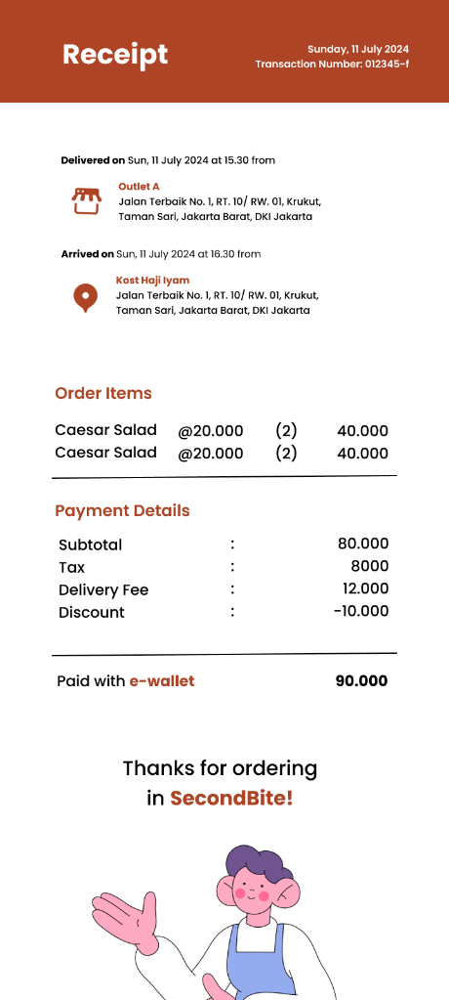 Receipt
Sunday, 11 July 2024
Transaction Number: 012345-f
Delivered on Sun, 11 July 2024 at 15.30 from
Outlet A
Jalan Terbaik No. 1, RT. 10/ RW. 01, Krukut,
Taman Sari, Jakarta Barat, DKI Jakarta
Arrived on Sun, 11 July 2024 at 16.30 from
Kost Haji Iyam
Jalan Terbaik No. 1, RT. 10/ RW. 01, Krukut,
Taman Sari, Jakarta Barat, DKI Jakarta
Order Items
Caesar Salad @20.000 (2) 40.000
Caesar Salad @20.000 (2) 40.000
Payment Details
Subtotal : 80.000
Tax : 8000
Delivery Fee : 12.000
Discount : -10.000
Paid with e-wallet 90.000
Thanks for ordering
in SecondBite!